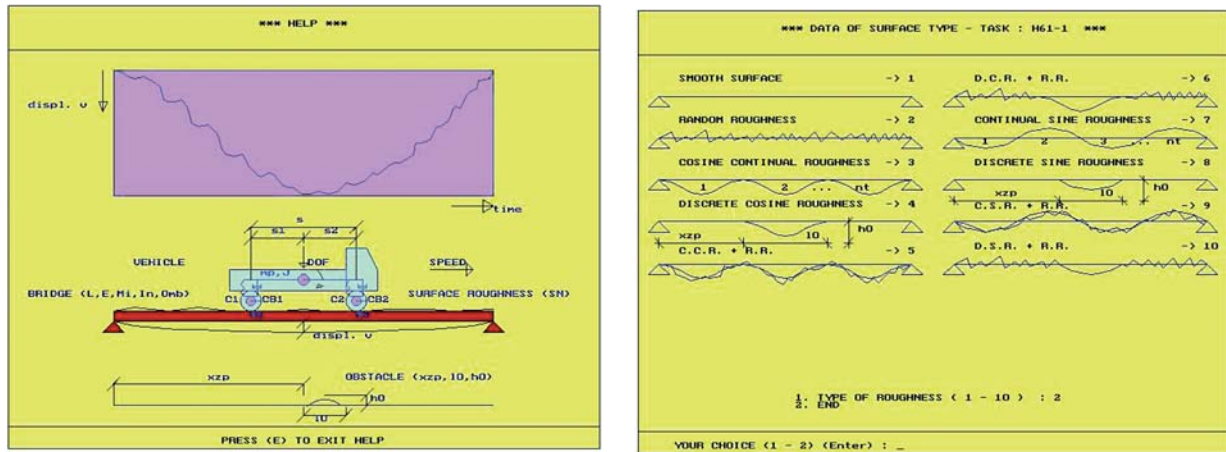 *** HELP ***
displ. v
time
s
s1 s2
VEHICLE DOF SPEED
Mp,J
BRIDGE (L,E,Mi,In,Omb) C1 CB1 C2 CB2 SURFACE ROUGHNESS (SN)
displ. v
xzp OBSTACLE (xzp,l0,h0)
h0
l0
PRESS (E) TO EXIT HELP
*** DATA OF SURFACE TYPE - TASK : H61-1 ***
SMOOTH SURFACE -> 1
RANDOM ROUGHNESS -> 2
COSINE CONTINUAL ROUGHNESS -> 3
1 2 ... nt
DISCRETE COSINE ROUGHNESS -> 4
xzp l0 h0
C.C.R. + R.R. -> 5
D.C.R. + R.R. -> 6
CONTINUAL SINE ROUGHNESS -> 7
1 2 3 ... nt
DISCRETE SINE ROUGHNESS -> 8
xzp l0 h0
C.S.R. + R.R. -> 9
D.S.R. + R.R. -> 10
1. TYPE OF ROUGHNESS ( 1 - 10 ) : 2
2. END
YOUR CHOICE (1 - 2) (Enter) : _